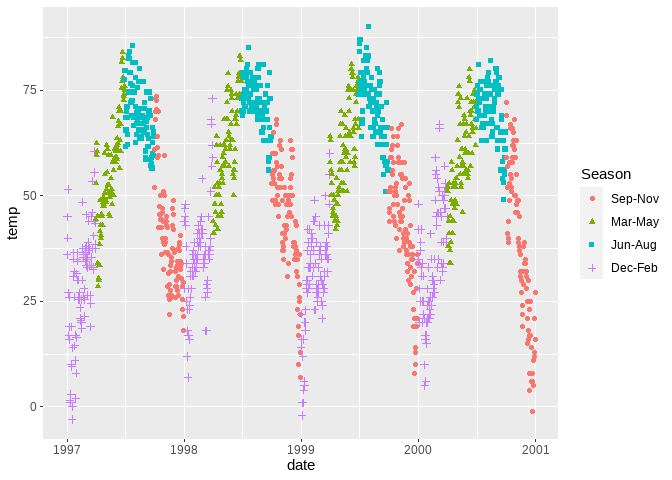 75
50
25
0
temp
1997
1998
1999
2000
2001
date
Season
Sep-Nov
Mar-May
Jun-Aug
Dec-Feb